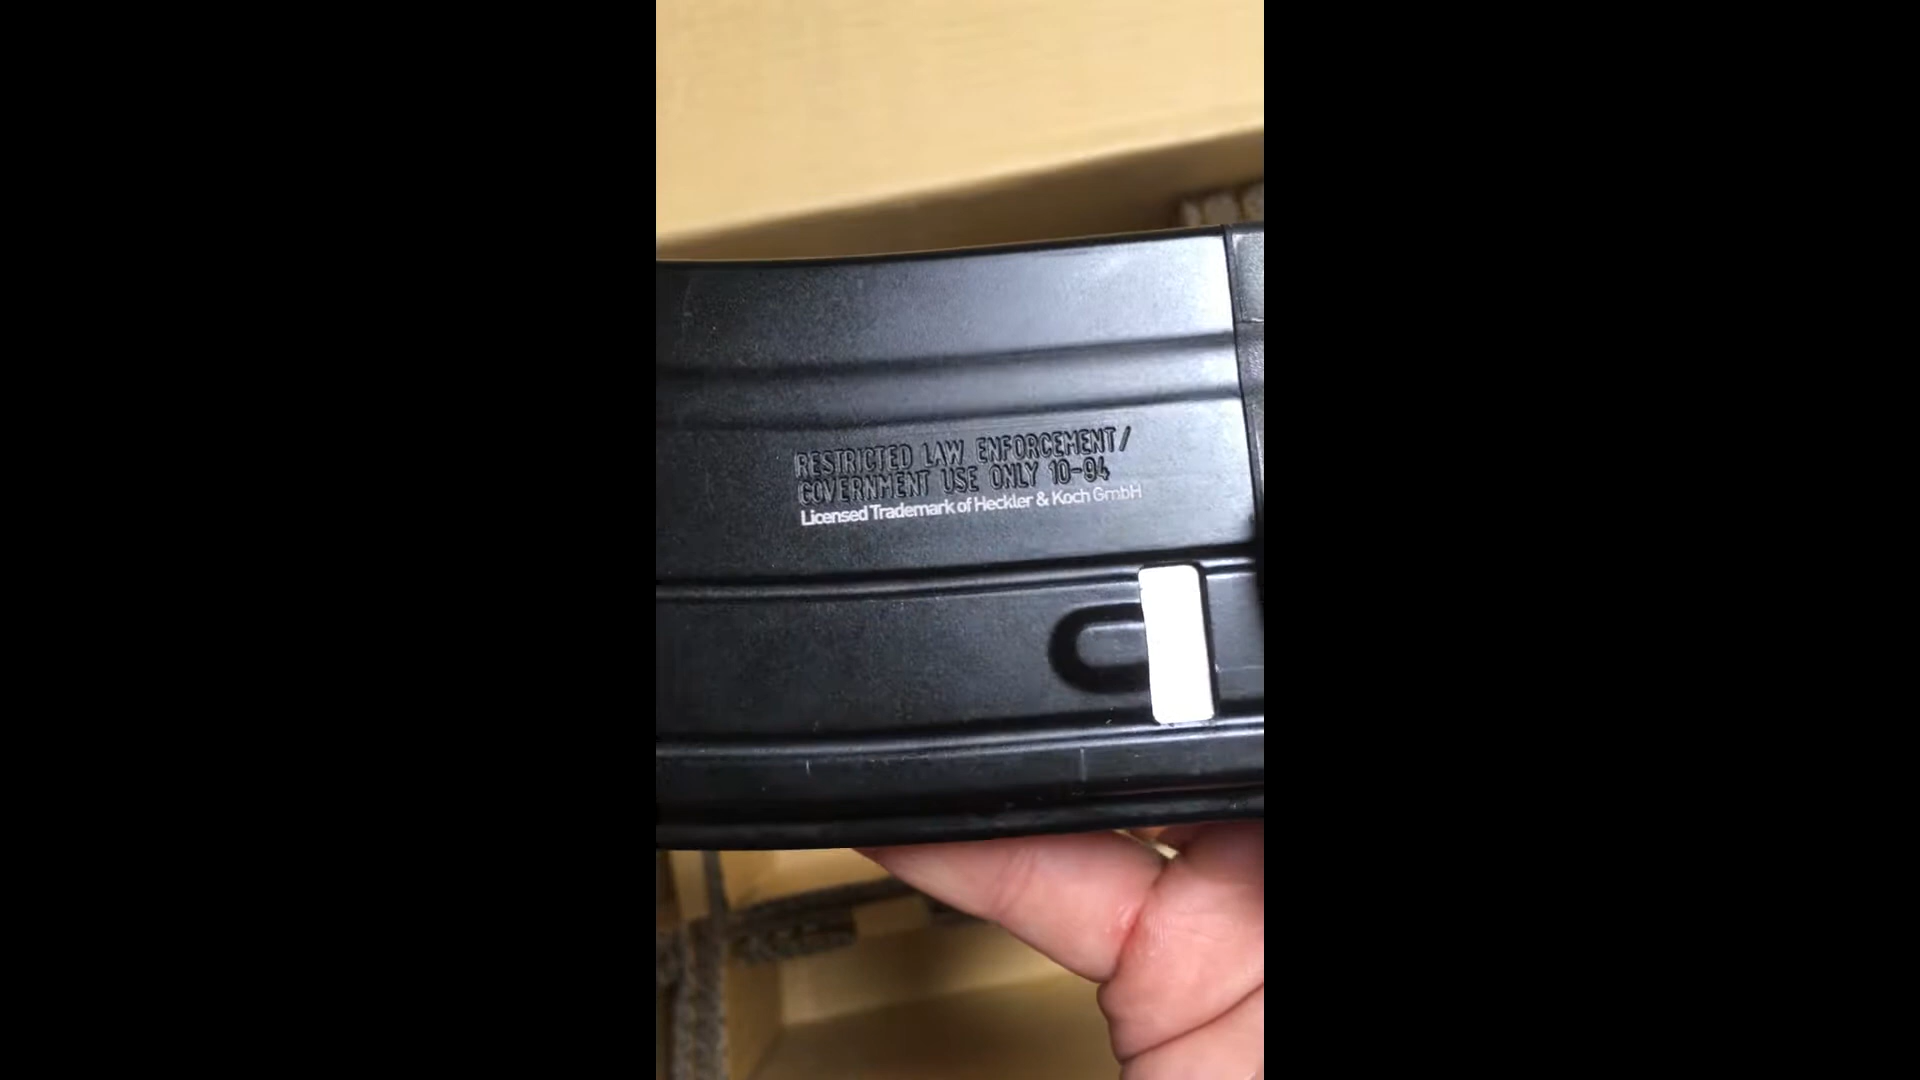 RESTRICTED LAW ENFORCEMENT/
GOVERNMENT USE ONLY 10-94
Licensed Trademark of Heckler & Koch GmbH